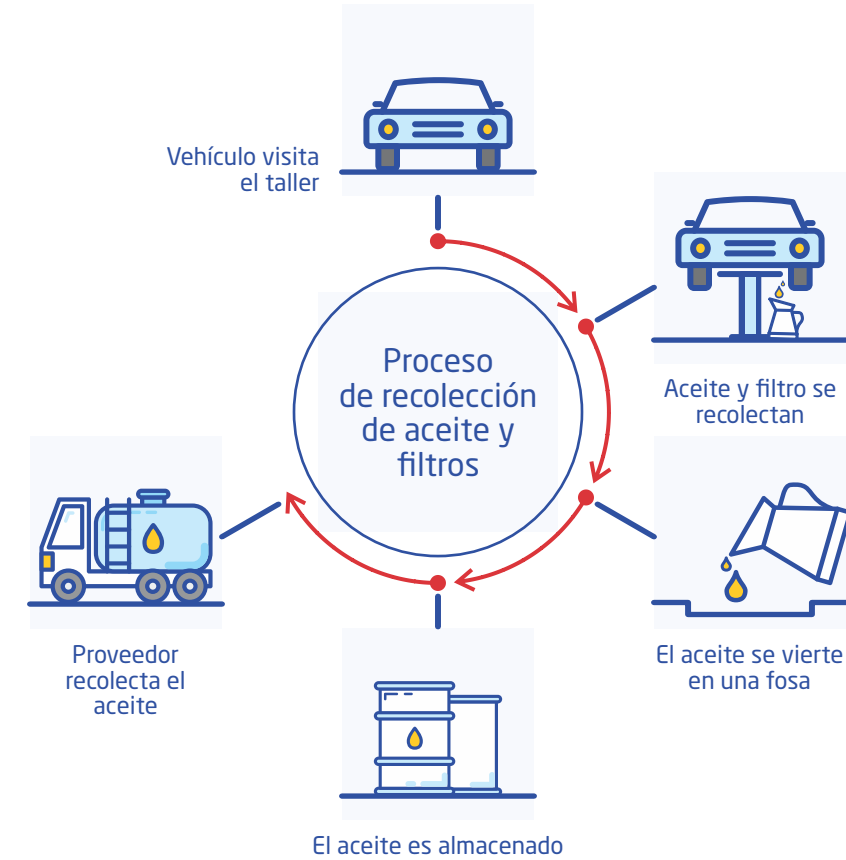 Vehículo visita
el taller
Aceite y filtro se
recolectan
Proceso
de recolección
de aceite y
filtros
El aceite se vierte
en una fosa
Proveedor
recolecta el
aceite
El aceite es almacenado